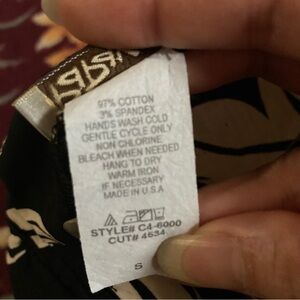 97% COTTON
3% SPANDEX
HANDS WASH COLD
GENTLE CYCLE ONLY
NON CHLORINE
BLEACH WHEN NEEDED
HANG TO DRY
WARM IRON
IF NECESSARY
MADE IN U.S.A
STYLE# C4-6000
CUT# 4634
S